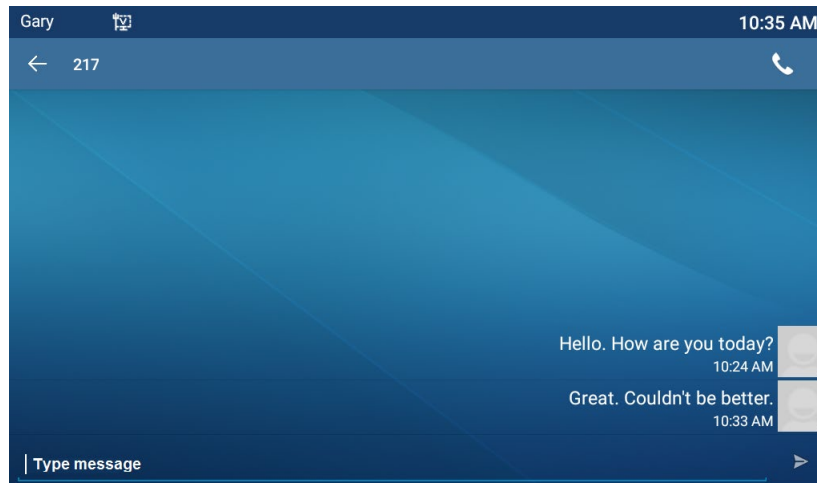 Gary
10:35 AM
217
Hello. How are you today?
10:24 AM
Great. Couldn't be better.
10:33 AM
Type message